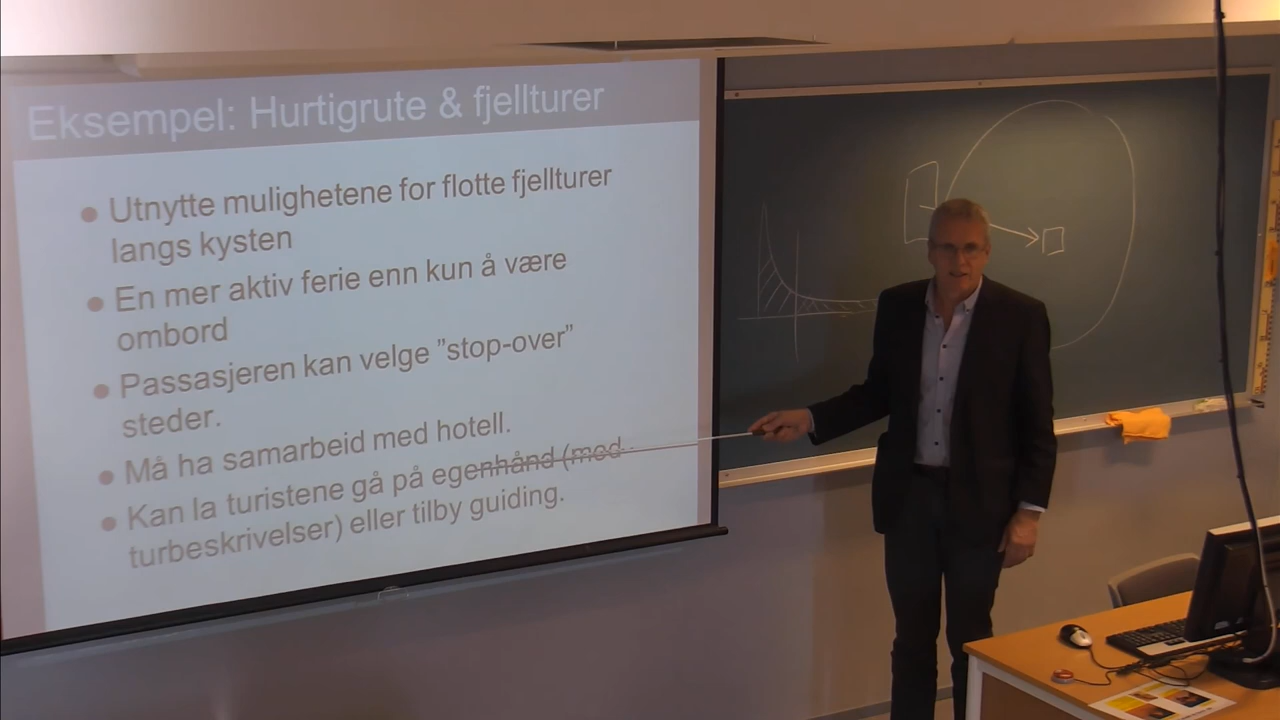 Eksempel: Hurtigrute & fjellturer
● Utnytte mulighetene for flotte fjellturer
langs kysten
● En mer aktiv ferie enn kun å være
ombord
● Passasjeren kan velge ”stop-over”
steder.
● Må ha samarbeid med hotell.
● Kan la turistene gå på egenhånd (med
turbeskrivelser) eller tilby guiding.